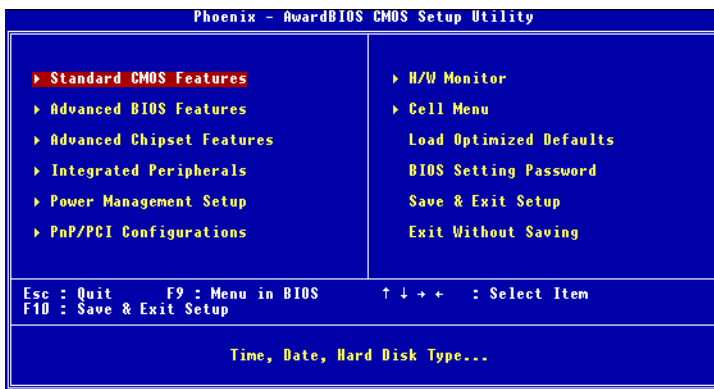 Phoenix - AwardBIOS CMOS Setup Utility
▸ Standard CMOS Features
▸ Advanced BIOS Features
▸ Advanced Chipset Features
▸ Integrated Peripherals
▸ Power Management Setup
▸ PnP/PCI Configurations
▸ H/W Monitor
▸ Cell Menu
Load Optimized Defaults
BIOS Setting Password
Save & Exit Setup
Exit Without Saving
Esc : Quit F9 : Menu in BIOS ↑ ↓ → ← : Select Item
F10 : Save & Exit Setup
Time, Date, Hard Disk Type...